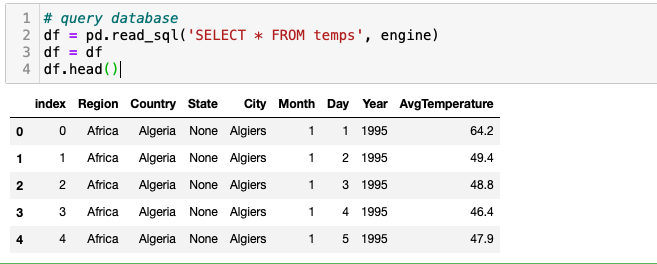 1 # query database
2 df = pd.read_sql('SELECT * FROM temps', engine)
3 df = df
4 df.head()
index Region Country State City Month Day Year AvgTemperature
0 0 Africa Algeria None Algiers 1 1 1995 64.2
1 1 Africa Algeria None Algiers 1 2 1995 49.4
2 2 Africa Algeria None Algiers 1 3 1995 48.8
3 3 Africa Algeria None Algiers 1 4 1995 46.4
4 4 Africa Algeria None Algiers 1 5 1995 47.9